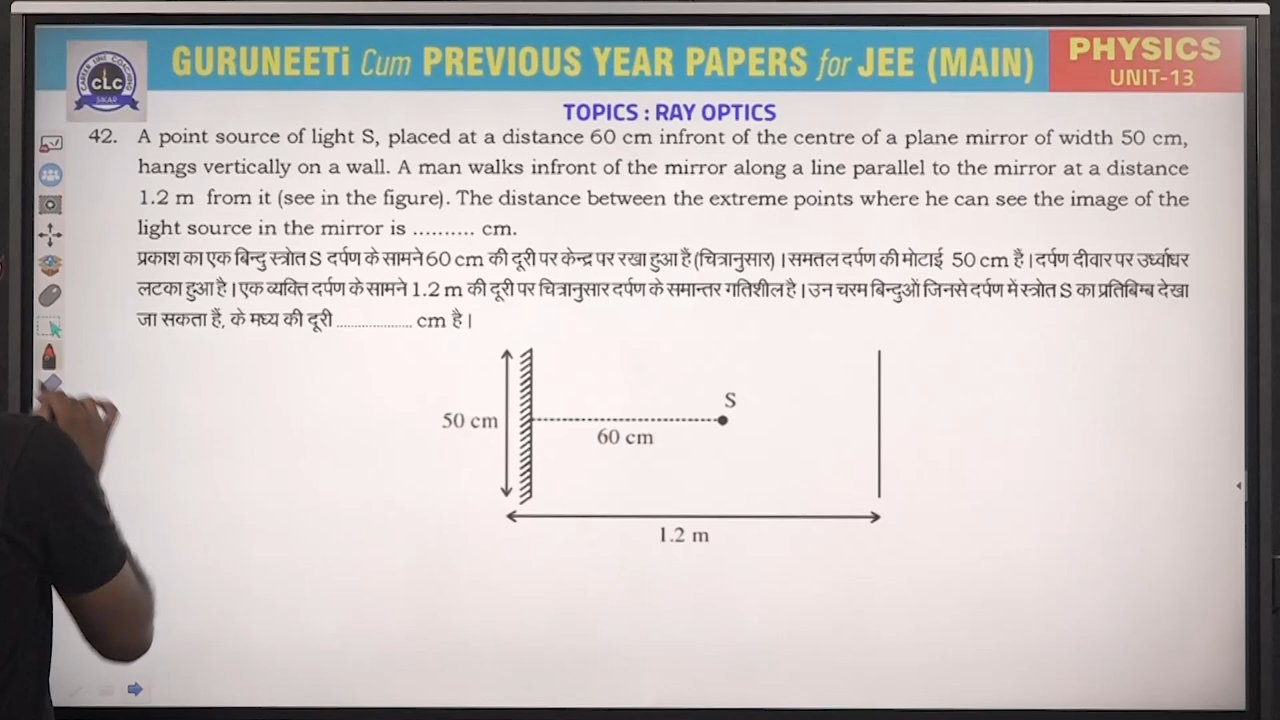 GURUNEETi Cum PREVIOUS YEAR PAPERS for JEE (MAIN)
PHYSICS
UNIT-13
CAREER LINE COACHING
CLC
SIKAR
TOPICS : RAY OPTICS
42. A point source of light S, placed at a distance 60 cm infront of the centre of a plane mirror of width 50 cm,
hangs vertically on a wall. A man walks infront of the mirror along a line parallel to the mirror at a distance
1.2 m from it (see in the figure). The distance between the extreme points where he can see the image of the
light source in the mirror is .......... cm.
प्रकाश का एक बिन्दु स्त्रोत S दर्पण के सामने 60 cm की दूरी पर केन्द्र पर रखा हुआ हैं (चित्रानुसार) । समतल दर्पण की मोटाई 50 cm हैं। दर्पण दीवार पर उर्ध्वाधर
लटका हुआ है। एक व्यक्ति दर्पण के सामने 1.2 m की दूरी पर चित्रानुसार दर्पण के समान्तर गतिशील है। उन चरम बिन्दुओं जिनसे दर्पण में स्त्रोत S का प्रतिबिम्ब देखा
जा सकता हैं, के मध्य की दूरी .................... cm है।
S
50 cm
60 cm
1.2 m